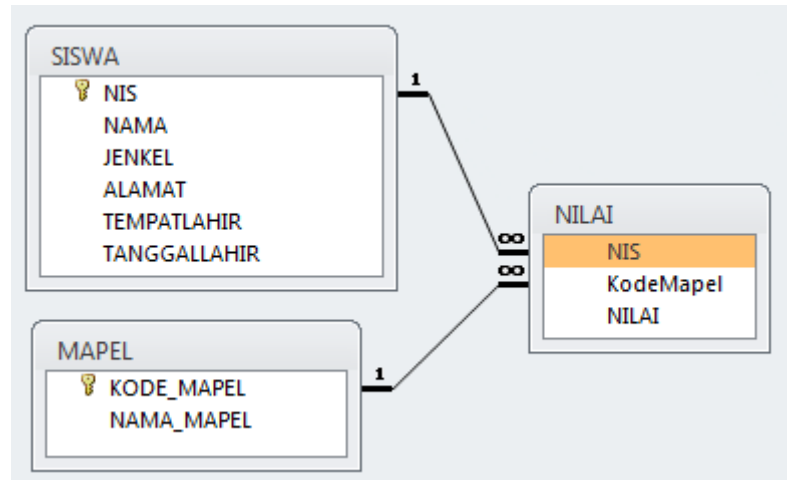 SISWA
NIS
NAMA
JENKEL
ALAMAT
TEMPATLAHIR
TANGGALLAHIR
1
NILAI
∞
NIS
∞
KodeMapel
NILAI
MAPEL
1
KODE_MAPEL
NAMA_MAPEL